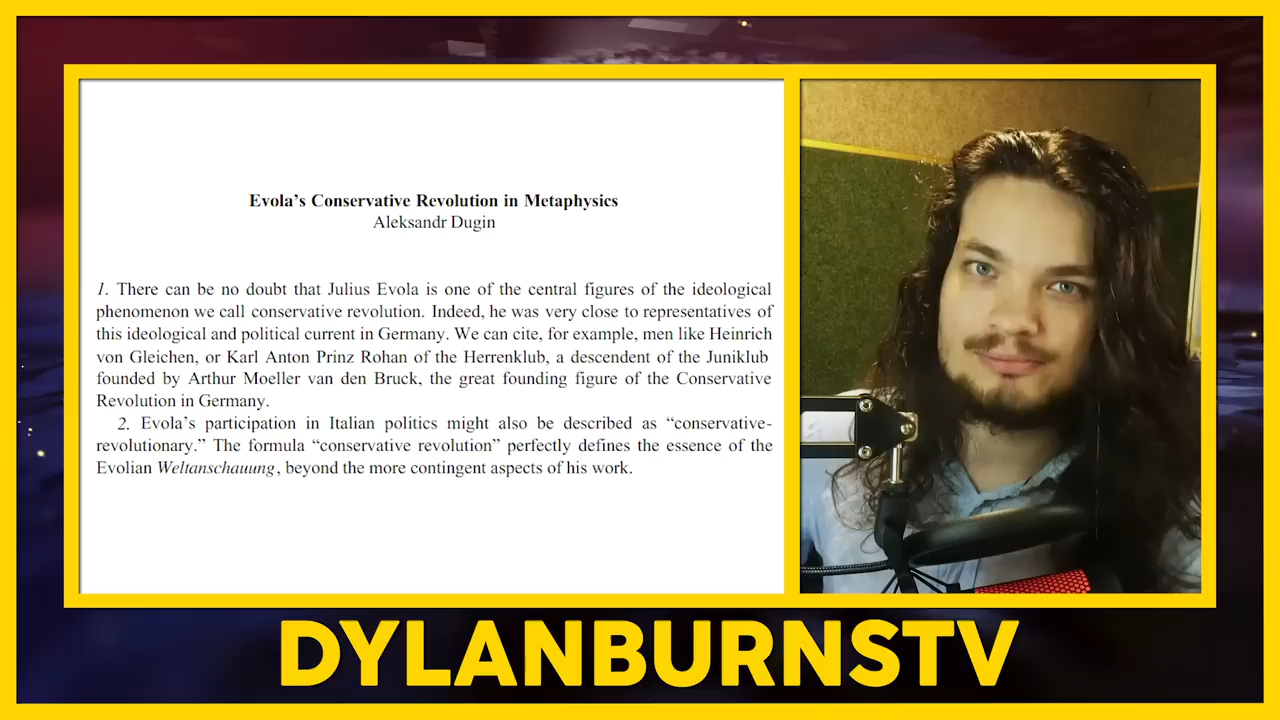 Evola’s Conservative Revolution in Metaphysics
Aleksandr Dugin
1. There can be no doubt that Julius Evola is one of the central figures of the ideological
phenomenon we call conservative revolution. Indeed, he was very close to representatives of
this ideological and political current in Germany. We can cite, for example, men like Heinrich
von Gleichen, or Karl Anton Prinz Rohan of the Herrenklub, a descendent of the Juniklub
founded by Arthur Moeller van den Bruck, the great founding figure of the Conservative
Revolution in Germany.
2. Evola’s participation in Italian politics might also be described as “conservative-
revolutionary.” The formula “conservative revolution” perfectly defines the essence of the
Evolian Weltanschauung, beyond the more contingent aspects of his work.
DYLANBURNSTV